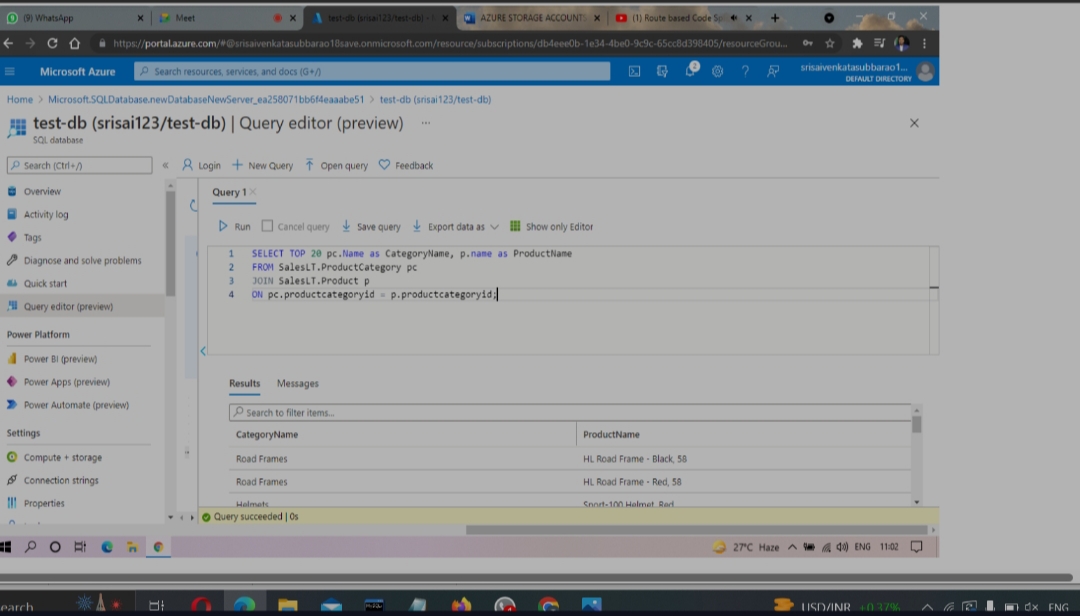 (9) WhatsApp
Meet
test-db (srisai123/test-db) -
AZURE STORAGE ACCOUNT
(1) Route based Code Sp
https://portal.azure.com/#@srisaivenkatasubbarao18save.onmicrosoft.com/resource/subscriptions/db4eee0b-1e34-4be0-9c9c-65cc8d398405/resourceGrou...
Microsoft Azure
Search resources, services, and docs (G+/)
2
srisaivenkatasubbarao1...
DEFAULT DIRECTORY
Home > Microsoft.SQLDatabase.newDatabaseNewServer_ea258071bb6f4eaaabe51 > test-db (srisai123/test-db)
test-db (srisai123/test-db) | Query editor (preview) ...
SQL database
Search (Ctrl+/)
Login
New Query
Open query
Feedback
Overview
Activity log
Tags
Diagnose and solve problems
Quick start
Query editor (preview)
Power Platform
Power BI (preview)
Power Apps (preview)
Power Automate (preview)
Settings
Compute + storage
Connection strings
Properties
Query 1
Run
Cancel query
Save query
Export data as
Show only Editor
1 SELECT TOP 20 pc.Name as CategoryName, p.name as ProductName
2 FROM SalesLT.ProductCategory pc
3 JOIN SalesLT.Product p
4 ON pc.productcategoryid = p.productcategoryid;
Results
Messages
Search to filter items...
CategoryName
ProductName
Road Frames
HL Road Frame - Black, 58
Road Frames
HL Road Frame - Red, 58
Helmets
Sport-100 Helmet, Red
Query succeeded | 0s
27°C Haze
ENG
11:02
earch
USD/INR +0.37%
ENG